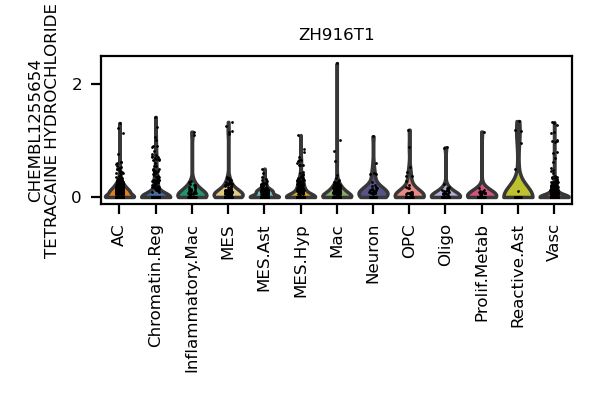 ZH916T1
CHEMBL1255654
TETRACAINE HYDROCHLORIDE
2
0
AC
Chromatin.Reg
Inflammatory.Mac
MES
MES.Ast
MES.Hyp
Mac
Neuron
OPC
Oligo
Prolif.Metab
Reactive.Ast
Vasc